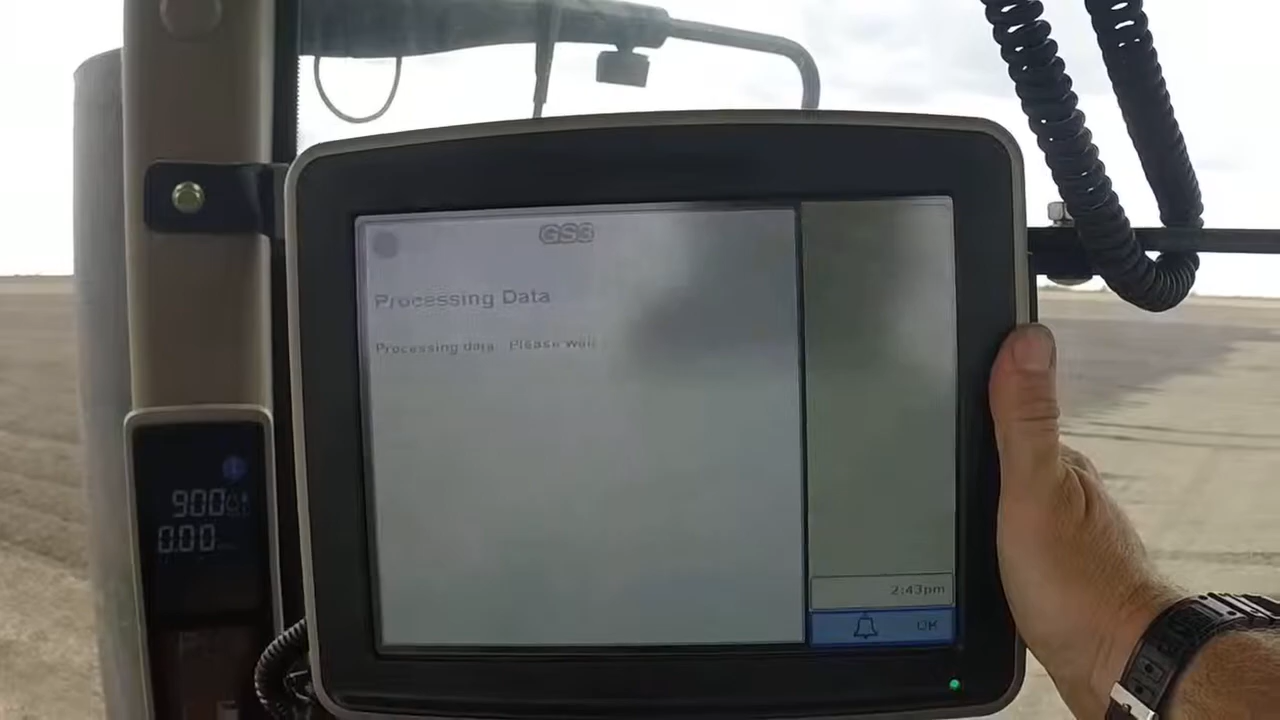 GS3
Processing Data
Processing data Please wait
900
0.00
2:43pm
OK